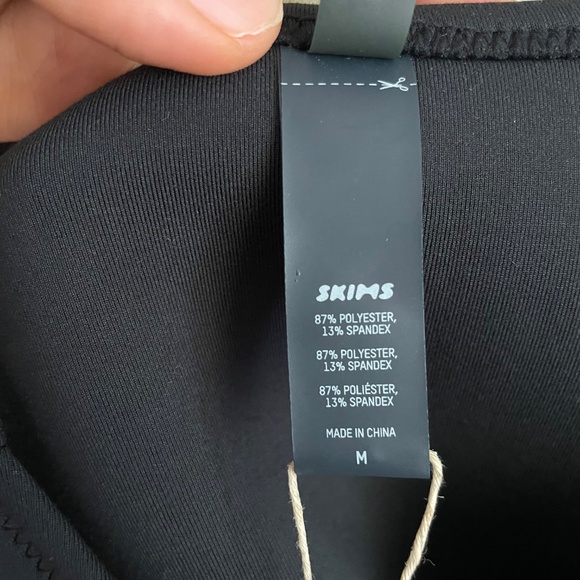 SKIMS
87% POLYESTER,
13% SPANDEX
87% POLYESTER,
13% SPANDEX
87% POLIÉSTER,
13% SPANDEX
MADE IN CHINA
M